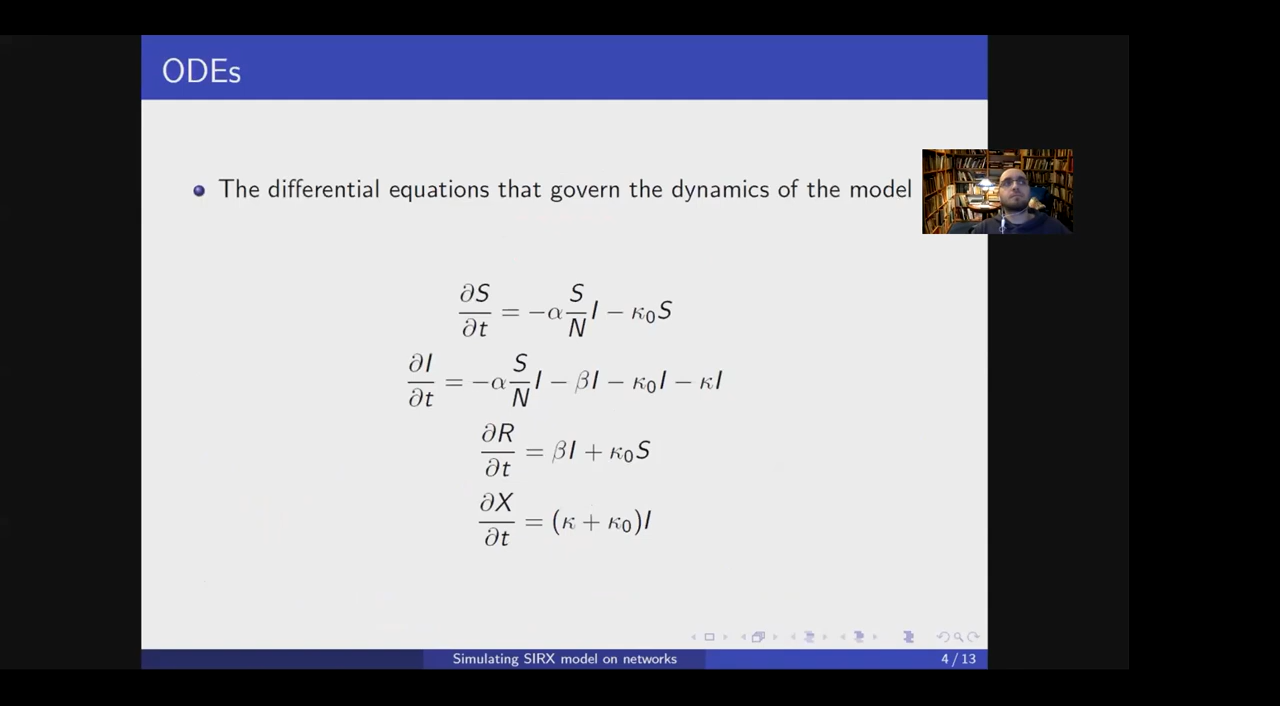 ODEs
The differential equations that govern the dynamics of the model
∂S/∂t = −α S/N I − κ₀S
∂I/∂t = −α S/N I − βI − κ₀I − κI
∂R/∂t = βI + κ₀S
∂X/∂t = (κ + κ₀)I
Simulating SIRX model on networks
4 / 13